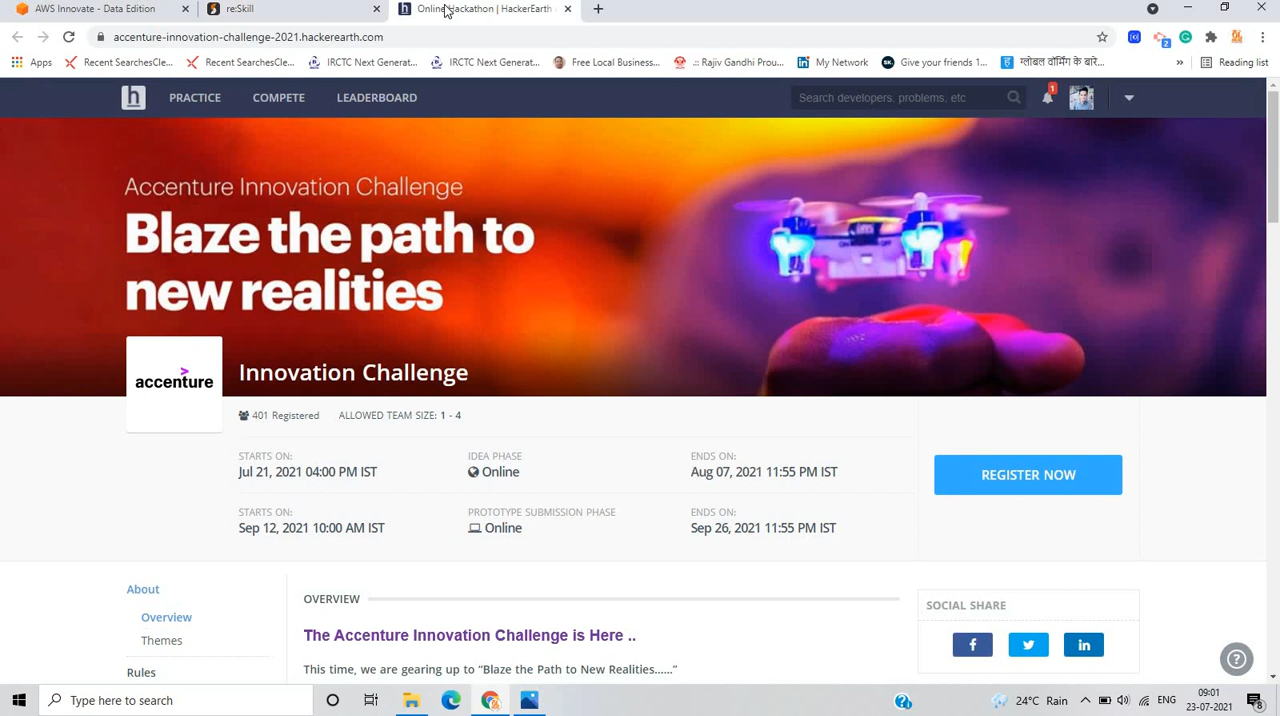 AWS Innovate - Data Edition
re:Skill
Online Hackathon | HackerEarth
accenture-innovation-challenge-2021.hackerearth.com
2
Apps
Recent SearchesCle...
Recent SearchesCle...
IRCTC Next Generat...
IRCTC Next Generat...
Free Local Business...
.:: Rajiv Gandhi Prou...
My Network
Give your friends 1...
ग्लोबल वॉर्मिंग के बारे...
»
Reading list
h
PRACTICE
COMPETE
LEADERBOARD
Search developers, problems, etc
1
Accenture Innovation Challenge
Blaze the path to
new realities
accenture
Innovation Challenge
401 Registered
ALLOWED TEAM SIZE: 1 - 4
STARTS ON:
IDEA PHASE
ENDS ON:
Jul 21, 2021 04:00 PM IST
Online
Aug 07, 2021 11:55 PM IST
REGISTER NOW
STARTS ON:
PROTOTYPE SUBMISSION PHASE
ENDS ON:
Sep 12, 2021 10:00 AM IST
Online
Sep 26, 2021 11:55 PM IST
About
Overview
Themes
Rules
OVERVIEW
The Accenture Innovation Challenge is Here ..
This time, we are gearing up to “Blaze the Path to New Realities......”
SOCIAL SHARE
Type here to search
24°C Rain
ENG
09:01
23-07-2021
8